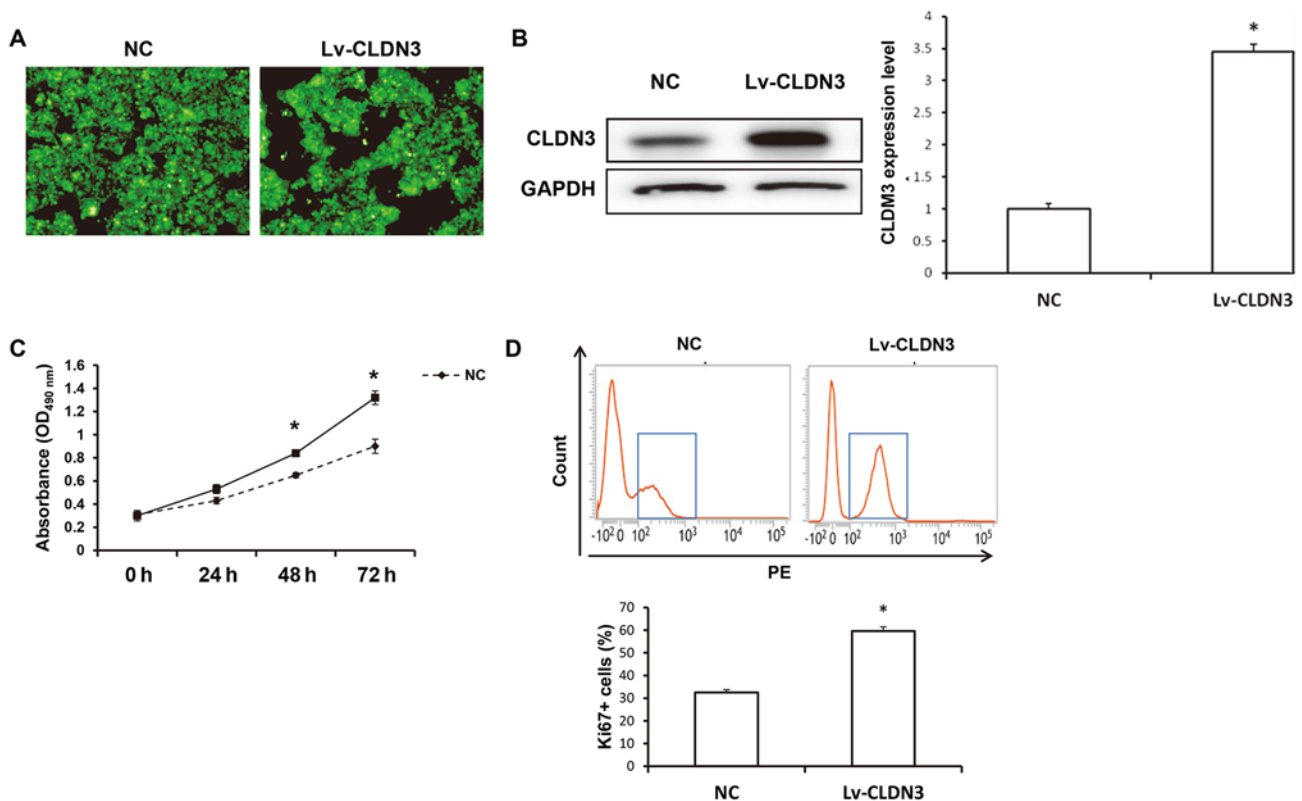 A
NC
Lv-CLDN3
B
NC
Lv-CLDN3
CLDN3
GAPDH
CLDM3 expression level
4
3.5
3
2.5
2
1.5
1
0.5
0
*
NC
Lv-CLDN3
C
Absorbance (OD490 nm)
1.6
1.4
1.2
1
0.8
0.6
0.4
0.2
0
*
*
NC
0 h
24 h
48 h
72 h
D
NC
Lv-CLDN3
Count
-10² 0 10² 10³ 10⁴ 10⁵
-10² 0 10² 10³ 10⁴ 10⁵
PE
Ki67+ cells (%)
70
60
50
40
30
20
10
0
*
NC
Lv-CLDN3